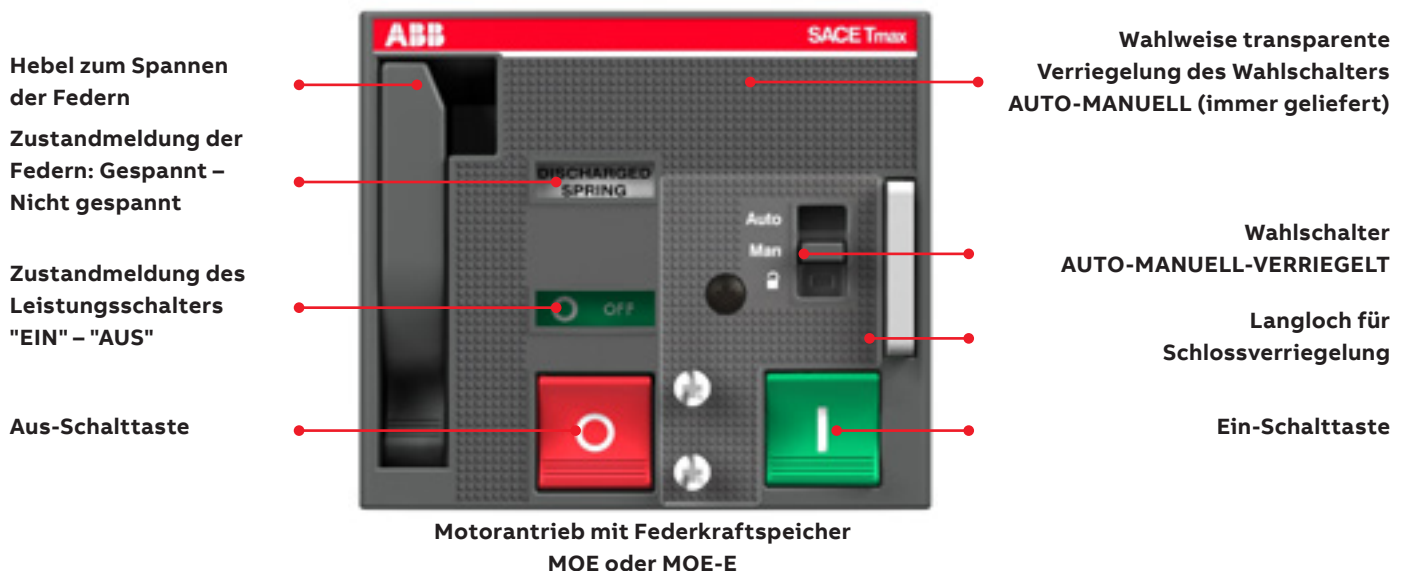 ABB
SACE Tmax
Hebel zum Spannen
der Federn
Zustandmeldung der
Federn: Gespannt –
Nicht gespannt
Zustandmeldung des
Leistungsschalters
"EIN" – "AUS"
Aus-Schalttaste
DISCHARGED
SPRING
Auto
Man
OFF
Wahlweise transparente
Verriegelung des Wahlschalters
AUTO-MANUELL (immer geliefert)
Wahlschalter
AUTO-MANUELL-VERRIEGELT
Langloch für
Schlossverriegelung
Ein-Schalttaste
Motorantrieb mit Federkraftspeicher
MOE oder MOE-E